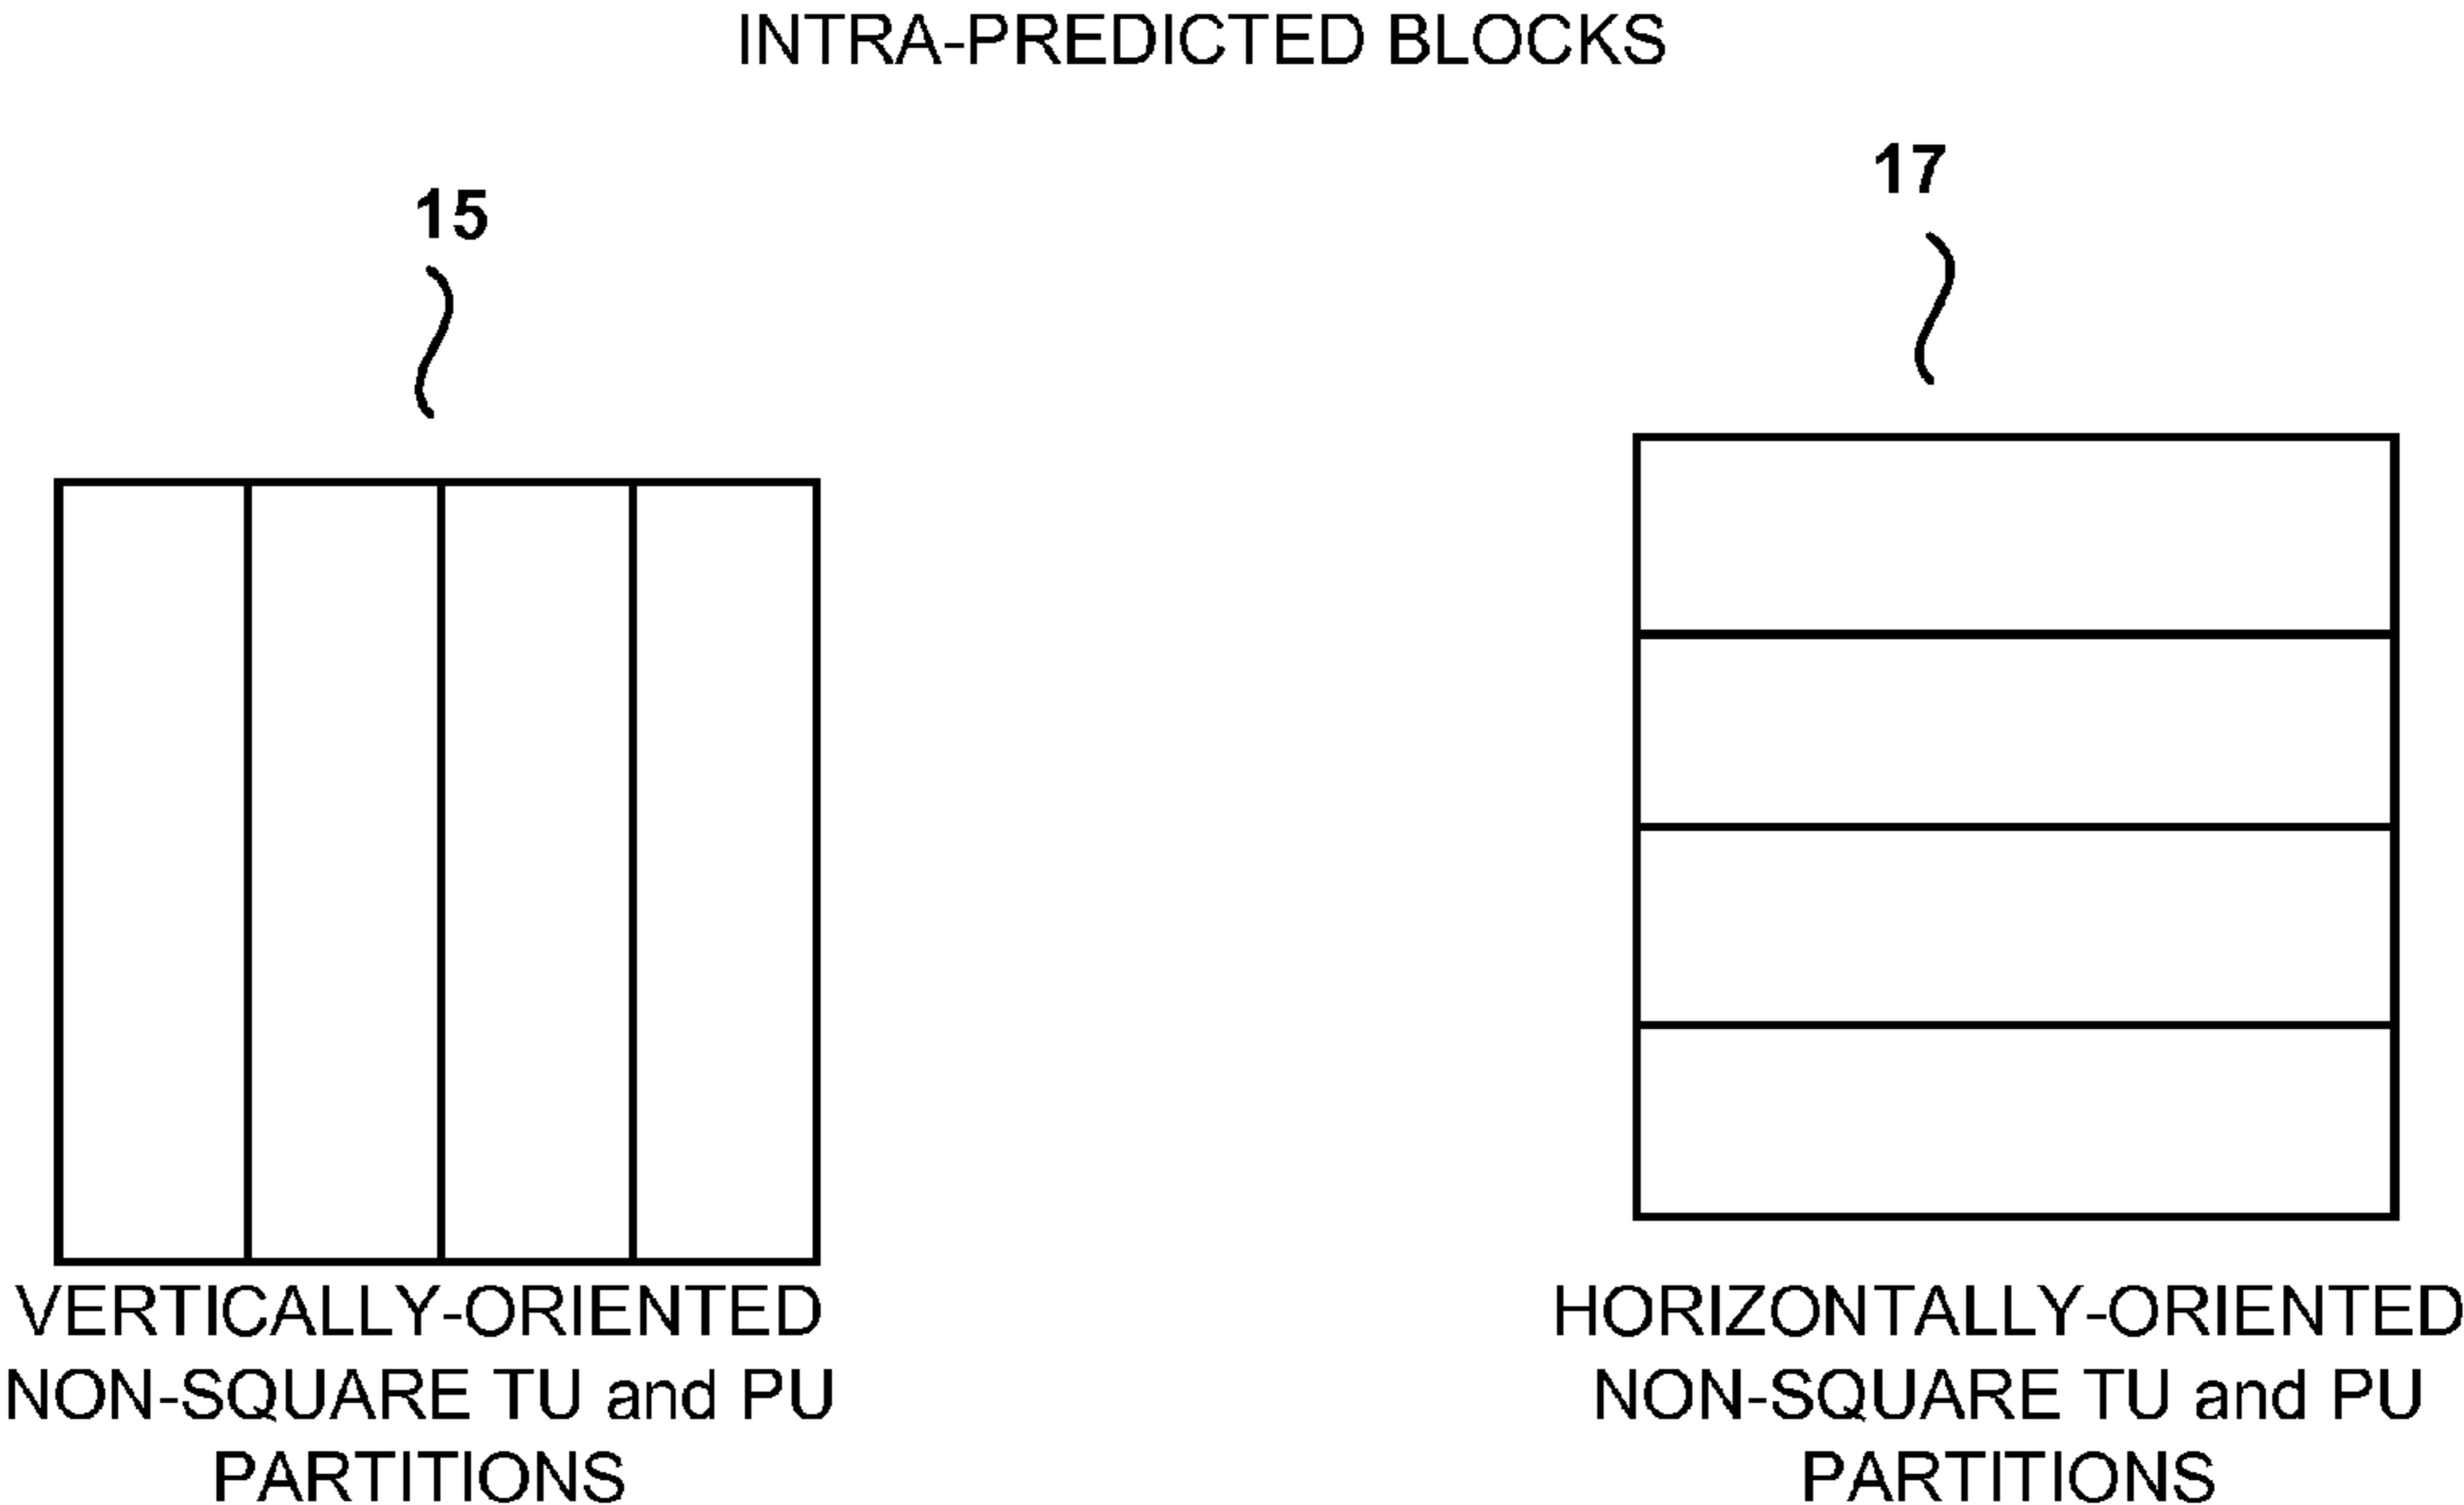 INTRA-PREDICTED BLOCKS
15
17
VERTICALLY-ORIENTED
NON-SQUARE TU and PU
PARTITIONS
HORIZONTALLY-ORIENTED
NON-SQUARE TU and PU
PARTITIONS